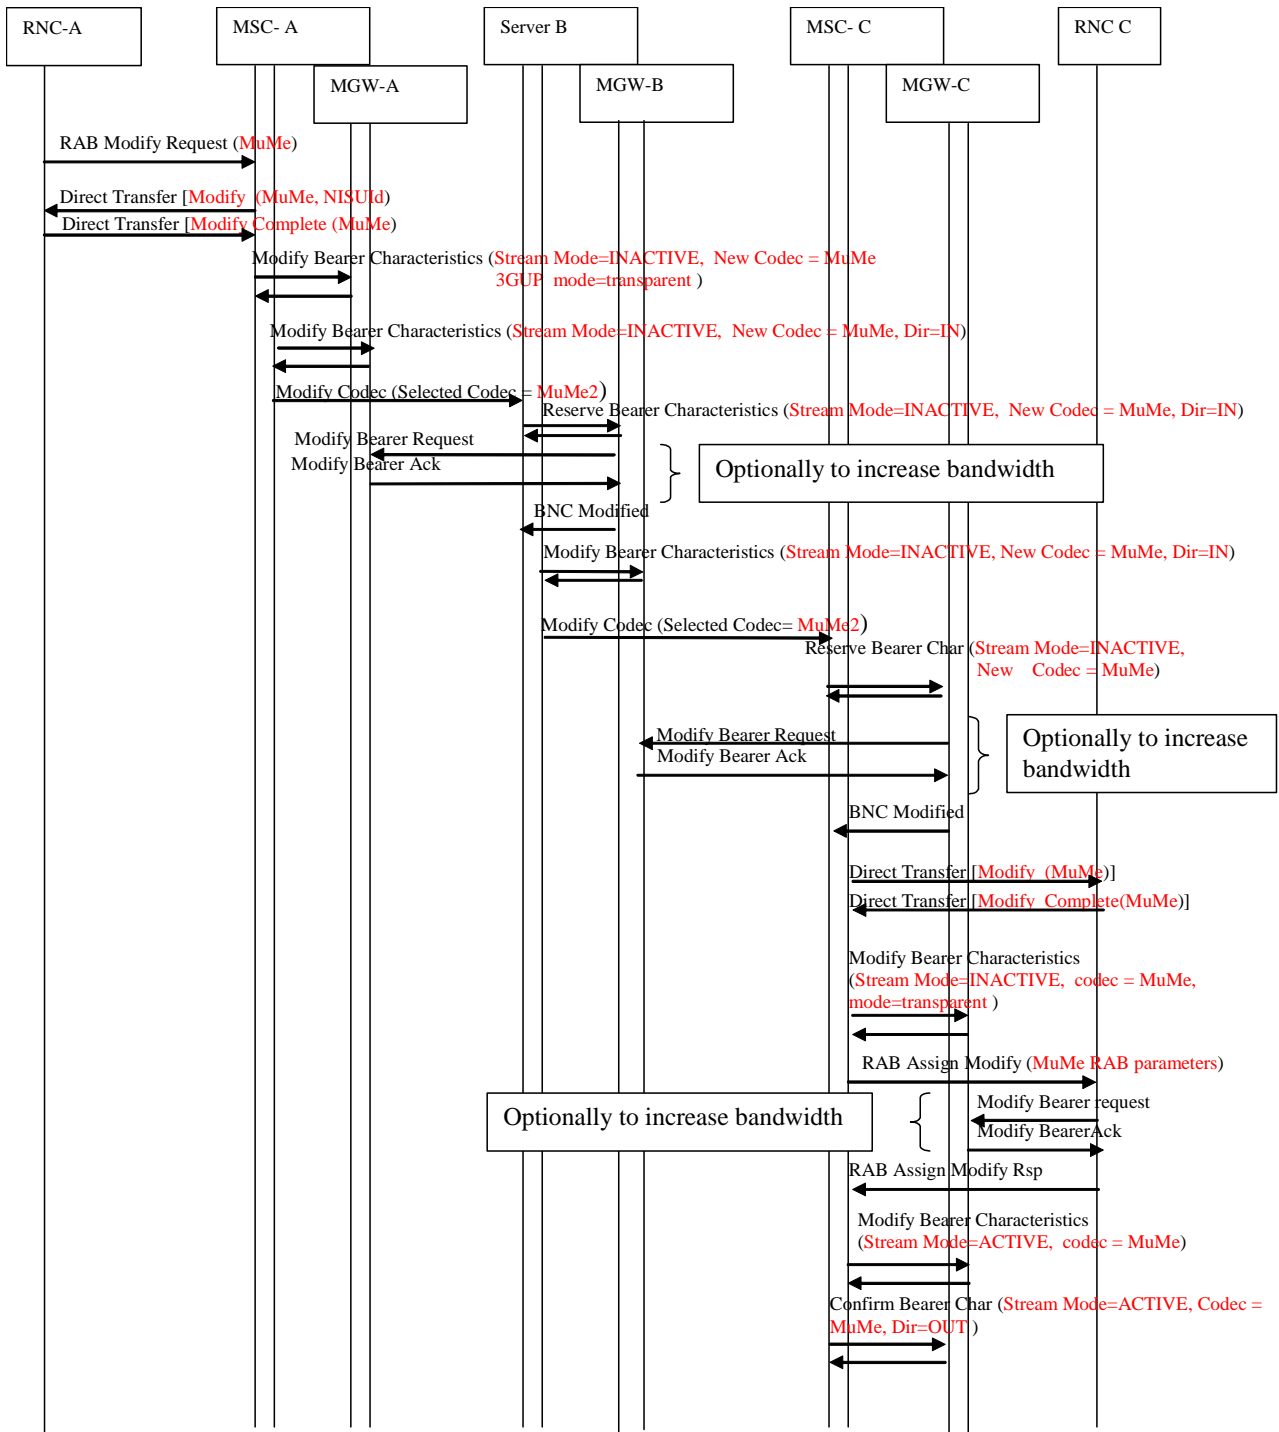 RNC-A
MSC- A
Server B
MSC- C
RNC C
MGW-A
MGW-B
MGW-C
RAB Modify Request (MuMe)
Direct Transfer [Modify (MuMe, NISUId)
Direct Transfer [Modify Complete (MuMe)
Modify Bearer Characteristics (Stream Mode=INACTIVE, New Codec = MuMe
3GUP mode=transparent )
Modify Bearer Characteristics (Stream Mode=INACTIVE, New Codec = MuMe, Dir=IN)
Modify Codec (Selected Codec = MuMe2)
Reserve Bearer Characteristics (Stream Mode=INACTIVE, New Codec = MuMe, Dir=IN)
Modify Bearer Request
Modify Bearer Ack
Optionally to increase bandwidth
BNC Modified
Modify Bearer Characteristics (Stream Mode=INACTIVE, New Codec = MuMe, Dir=IN)
Modify Codec (Selected Codec= MuMe2)
Reserve Bearer Char (Stream Mode=INACTIVE,
New Codec = MuMe)
Modify Bearer Request
Modify Bearer Ack
Optionally to increase
bandwidth
BNC Modified
Direct Transfer [Modify (MuMe)]
Direct Transfer [Modify Complete(MuMe)]
Modify Bearer Characteristics
(Stream Mode=INACTIVE, codec = MuMe,
mode=transparent )
RAB Assign Modify (MuMe RAB parameters)
Optionally to increase bandwidth
Modify Bearer request
Modify BearerAck
RAB Assign Modify Rsp
Modify Bearer Characteristics
(Stream Mode=ACTIVE, codec = MuMe)
Confirm Bearer Char (Stream Mode=ACTIVE, Codec =
MuMe, Dir=OUT )